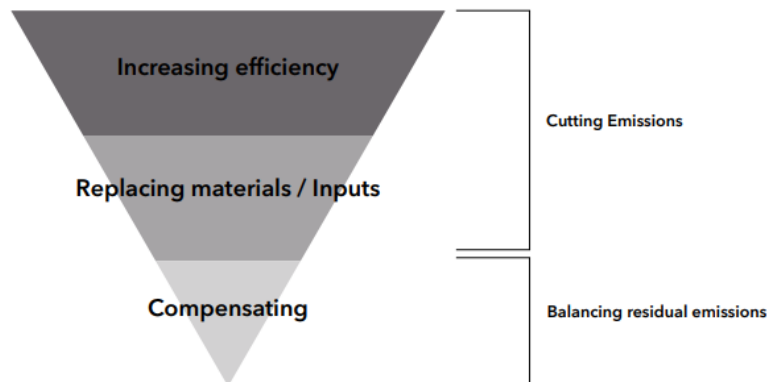 Increasing efficiency
Cutting Emissions
Replacing materials / Inputs
Compensating
Balancing residual emissions